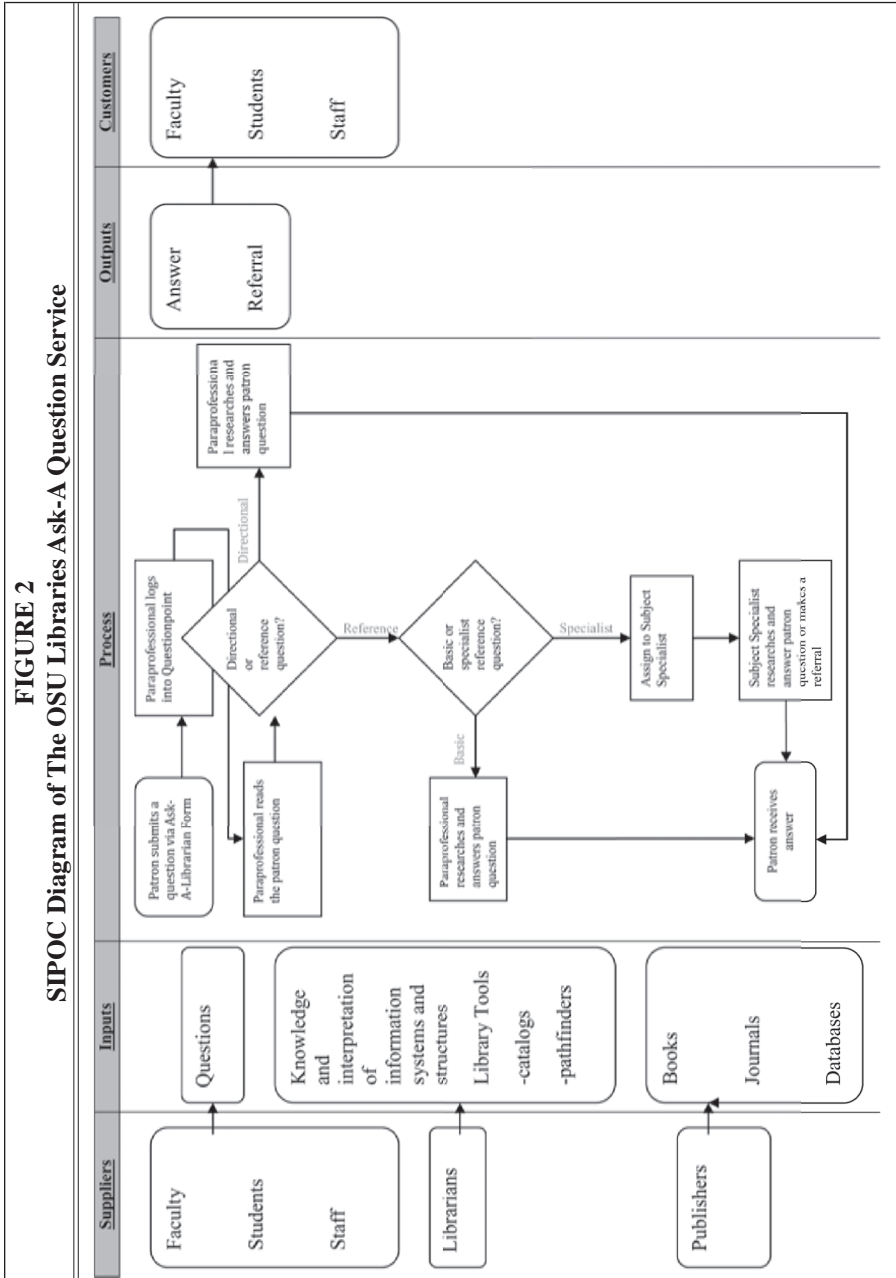 FIGURE 2
SIPOC Diagram of The OSU Libraries Ask-A Question Service
Suppliers
Inputs
Process
Outputs
Customers
Faculty
Students
Staff
Librarians
Publishers
Questions
Knowledge
and
interpretation
of
information
systems and
structures
Library Tools
-catalogs
-pathfinders
Books
Journals
Databases
Patron submits a
question via Ask-
A-Librarian Form
Paraprofessional logs
into Questionpoint
Paraprofessional reads
the patron question
Directional
or
reference
question?
Directional
Paraprofessiona
l researches and
answers patron
question
Reference
Basic or
specialist
reference
question?
Basic
Paraprofessional
researches and
answers patron
question
Specialist
Assign to Subject
Specialist
Subject Specialist
researches and
answer patron
question or makes a
referral
Patron receives
answer
Answer
Referral
Faculty
Students
Staff